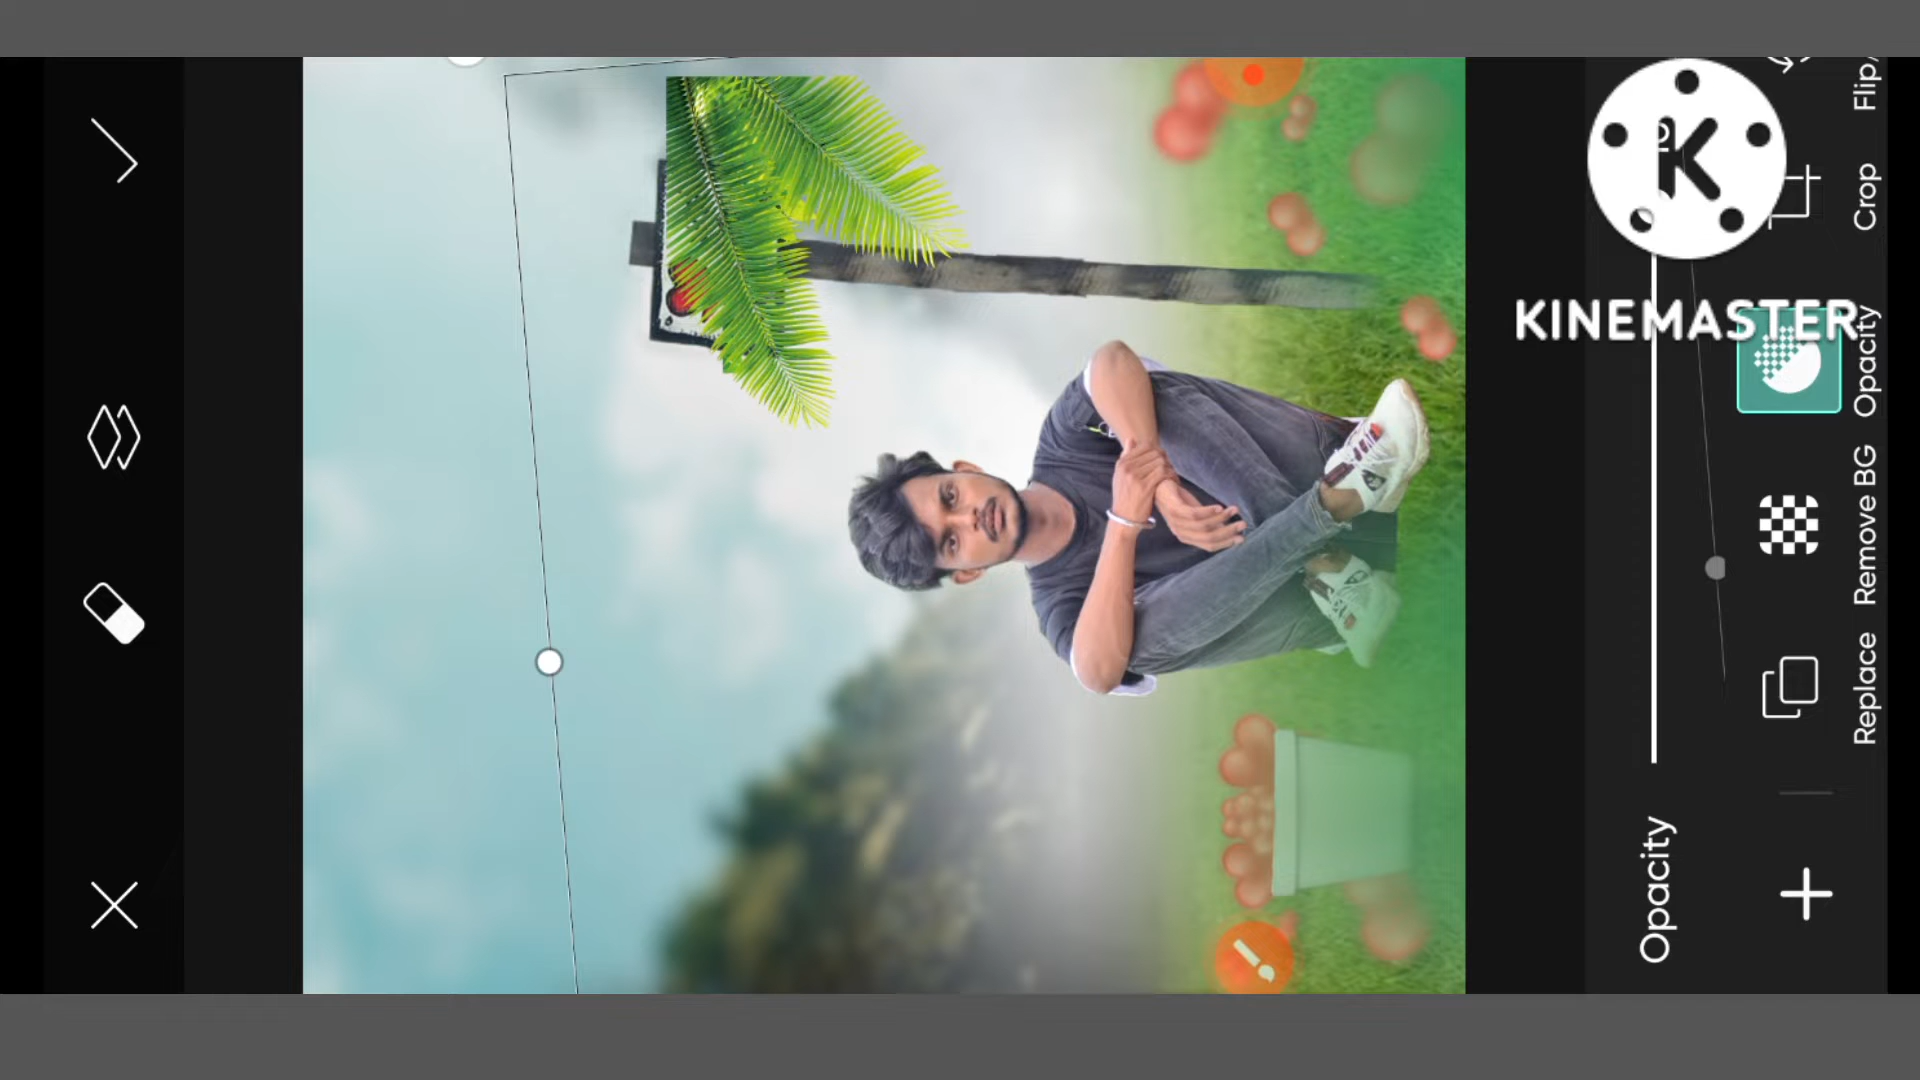 KINEMASTER
Opacity
Replace
Remove BG
Opacity
Crop
Flip/